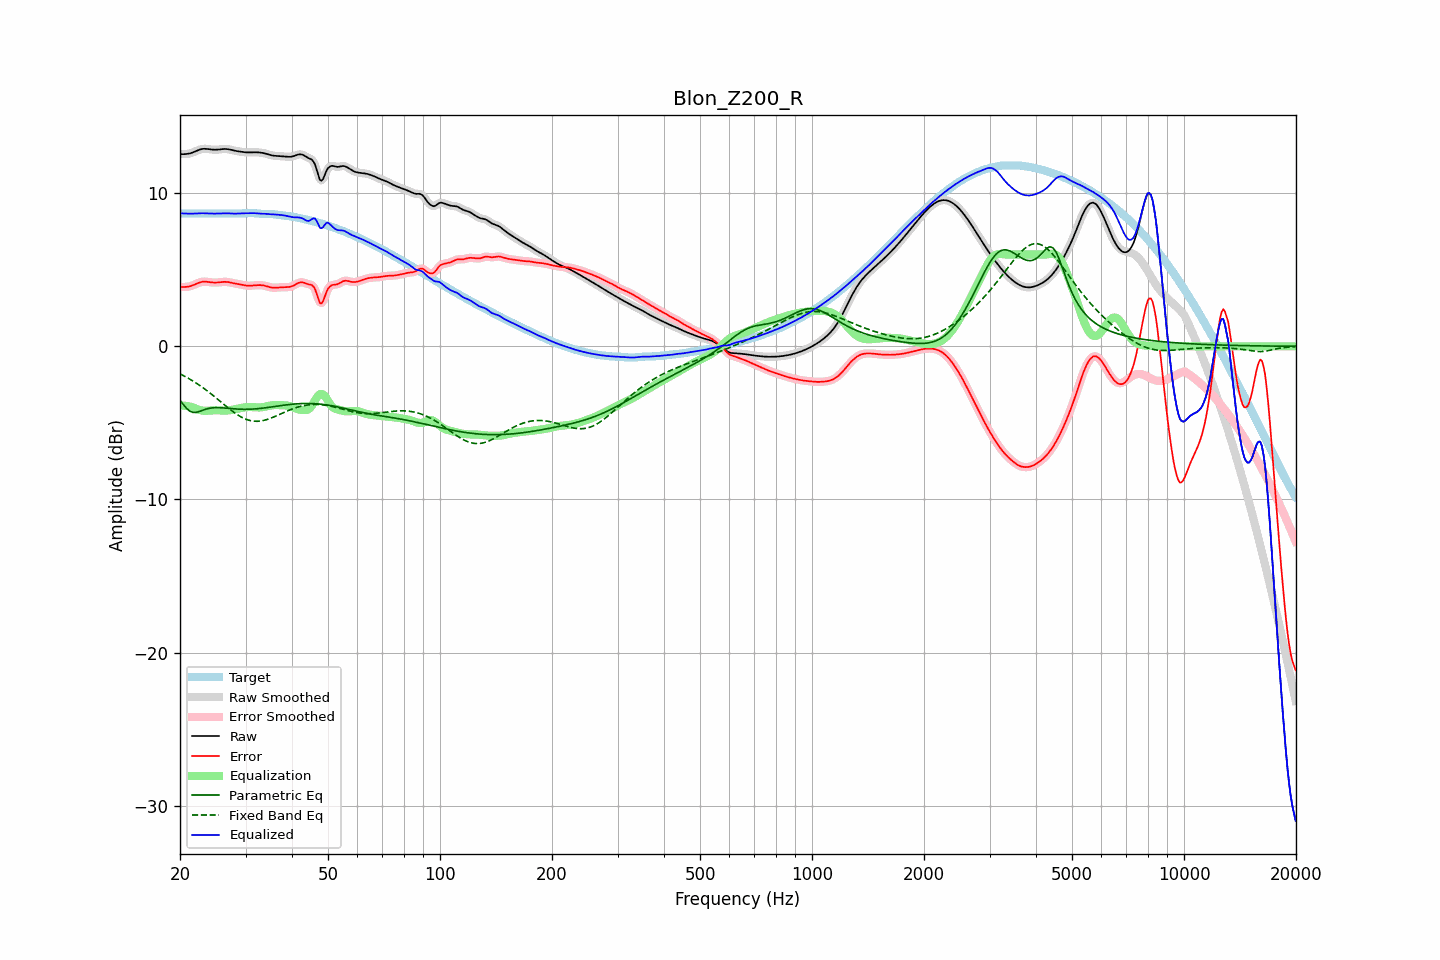 Blon_Z200_R
Amplitude (dBr)
10
0
−10
−20
−30
Target
Raw Smoothed
Error Smoothed
Raw
Error
Equalization
Parametric Eq
Fixed Band Eq
Equalized
20 50 100 200 500 1000 2000 5000 10000 20000
Frequency (Hz)